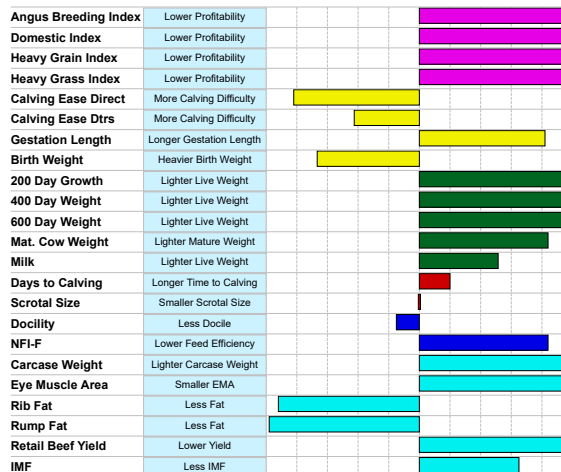 Angus Breeding Index Lower Profitability
Domestic Index Lower Profitability
Heavy Grain Index Lower Profitability
Heavy Grass Index Lower Profitability
Calving Ease Direct More Calving Difficulty
Calving Ease Dtrs More Calving Difficulty
Gestation Length Longer Gestation Length
Birth Weight Heavier Birth Weight
200 Day Growth Lighter Live Weight
400 Day Weight Lighter Live Weight
600 Day Weight Lighter Live Weight
Mat. Cow Weight Lighter Mature Weight
Milk Lighter Live Weight
Days to Calving Longer Time to Calving
Scrotal Size Smaller Scrotal Size
Docility Less Docile
NFI-F Lower Feed Efficiency
Carcase Weight Lighter Carcase Weight
Eye Muscle Area Smaller EMA
Rib Fat Less Fat
Rump Fat Less Fat
Retail Beef Yield Lower Yield
IMF Less IMF